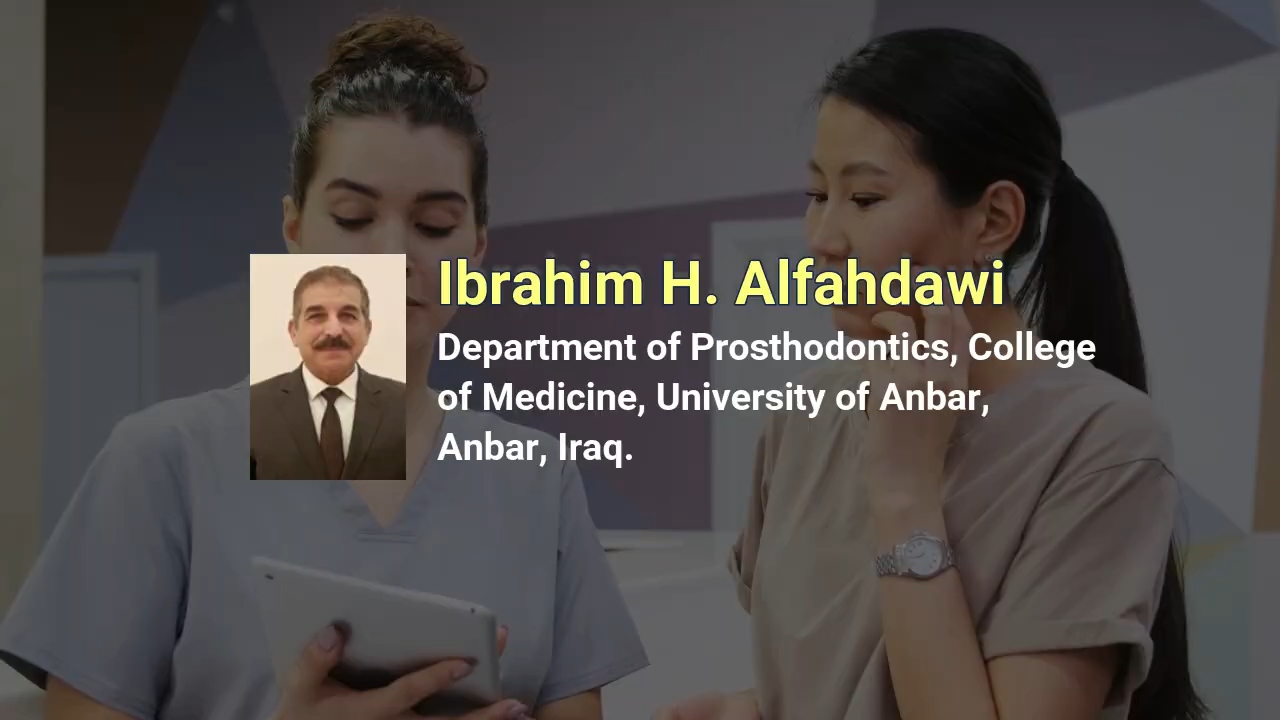 Ibrahim H. Alfahdawi
Department of Prosthodontics, College
of Medicine, University of Anbar,
Anbar, Iraq.